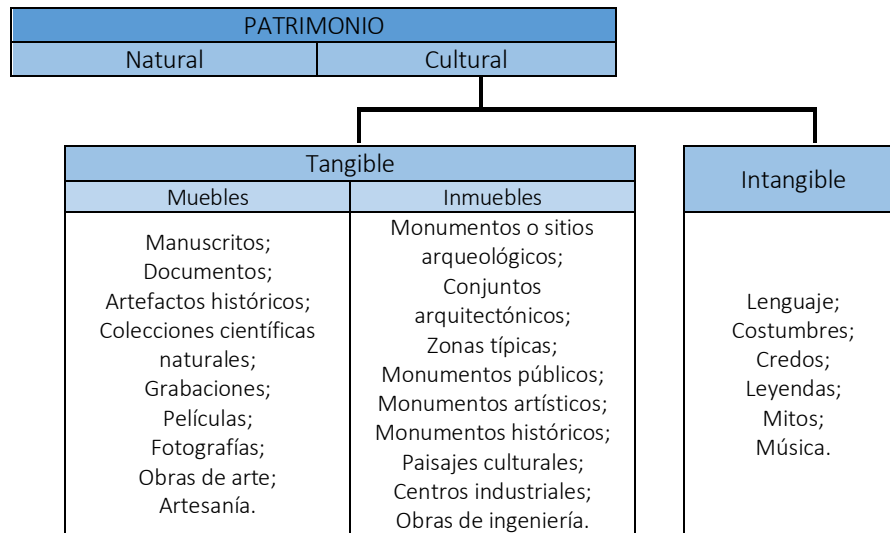 PATRIMONIO
Natural
Cultural
Tangible
Muebles
Inmuebles
Manuscritos;
Documentos;
Artefactos históricos;
Colecciones científicas
naturales;
Grabaciones;
Películas;
Fotografías;
Obras de arte;
Artesanía.
Monumentos o sitios
arqueológicos;
Conjuntos
arquitectónicos;
Zonas típicas;
Monumentos públicos;
Monumentos artísticos;
Monumentos históricos;
Paisajes culturales;
Centros industriales;
Obras de ingeniería.
Intangible
Lenguaje;
Costumbres;
Credos;
Leyendas;
Mitos;
Música.